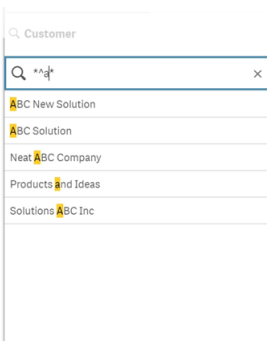 Customer
*^a*
ABC New Solution
ABC Solution
Neat ABC Company
Products and Ideas
Solutions ABC Inc